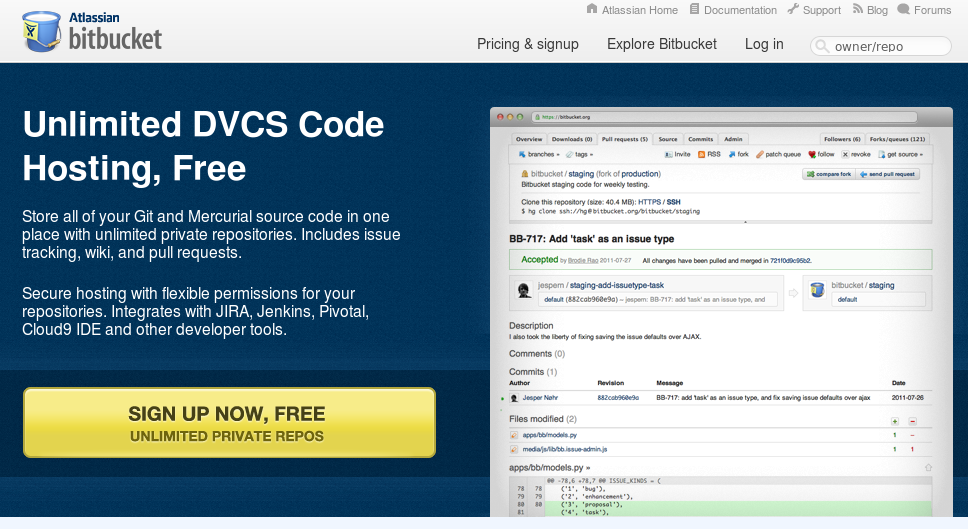 Atlassian Home Documentation Support Blog Forums
Atlassian
bitbucket
Pricing & signup Explore Bitbucket Log in owner/repo
Unlimited DVCS Code
Hosting, Free
Store all of your Git and Mercurial source code in one
place with unlimited private repositories. Includes issue
tracking, wiki, and pull requests.
Secure hosting with flexible permissions for your
repositories. Integrates with JIRA, Jenkins, Pivotal,
Cloud9 IDE and other developer tools.
SIGN UP NOW, FREE
UNLIMITED PRIVATE REPOS
https://bitbucket.org
Overview Downloads (0) Pull requests (5) Source Commits Admin Followers (6) Forks/queues (121)
branches » tags » Invite RSS fork patch queue follow revoke get source »
bitbucket / staging (fork of production) compare fork send pull request
Bitbucket staging code for weekly testing.
Clone this repository (size: 40.4 MB): HTTPS / SSH
$ hg clone ssh://hg@bitbucket.org/bitbucket/staging
BB-717: Add 'task' as an issue type
Accepted by Brodie Rao 2011-07-27 All changes have been pulled and merged in 721f0d9c95b2.
jespern / staging-add-issuetype-task bitbucket / staging
default (882cab960e9a) – jespern: BB-717: add 'task' as an issue type, and default
Description
I also took the liberty of fixing saving the issue defaults over AJAX.
Comments (0)
Commits (1)
Author Revision Message Date
Jesper Nøhr 882cab960e9a BB-717: add 'task' as an issue type, and fix saving issue defaults over ajax 2011-07-26
Files modified (2) + –
apps/bb/models.py 1 –
media/js/lib/bb.issue-admin.js 1 1
apps/bb/models.py »
@@ -78,6 +78,7 @@ ISSUE_KINDS = (
78 78 ('1', 'bug'),
79 79 ('2', 'enhancement'),
80 80 ('3', 'proposal'),
81 ('4', 'task'),